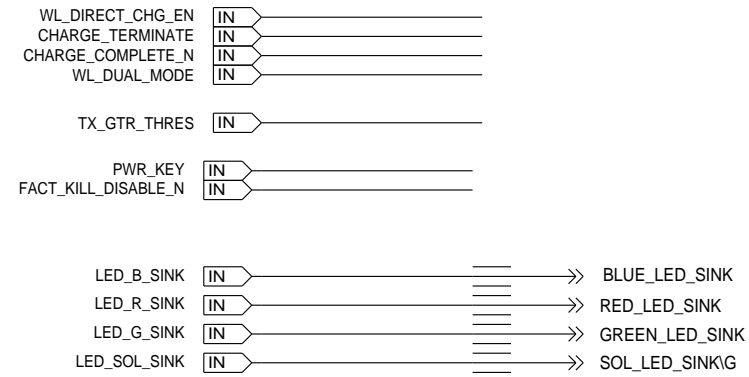 WL_DIRECT_CHG_EN IN
CHARGE_TERMINATE IN
CHARGE_COMPLETE_N IN
WL_DUAL_MODE IN
TX_GTR_THRES IN
PWR_KEY IN
FACT_KILL_DISABLE_N IN
LED_B_SINK IN BLUE_LED_SINK
LED_R_SINK IN RED_LED_SINK
LED_G_SINK IN GREEN_LED_SINK
LED_SOL_SINK IN SOL_LED_SINK\G